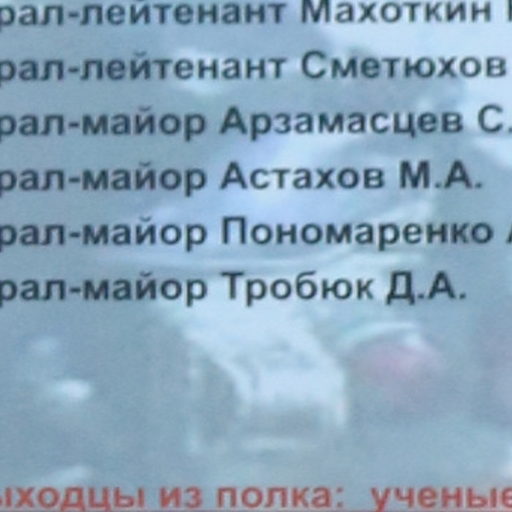 рал-лейтенант Махоткин
рал-лейтенант Сметюхов
рал-майор Арзамасцев С.
рал-майор Астахов М.А.
рал-майор Пономаренко
рал-майор Тробюк Д.А.
ыходцы из полка: ученые